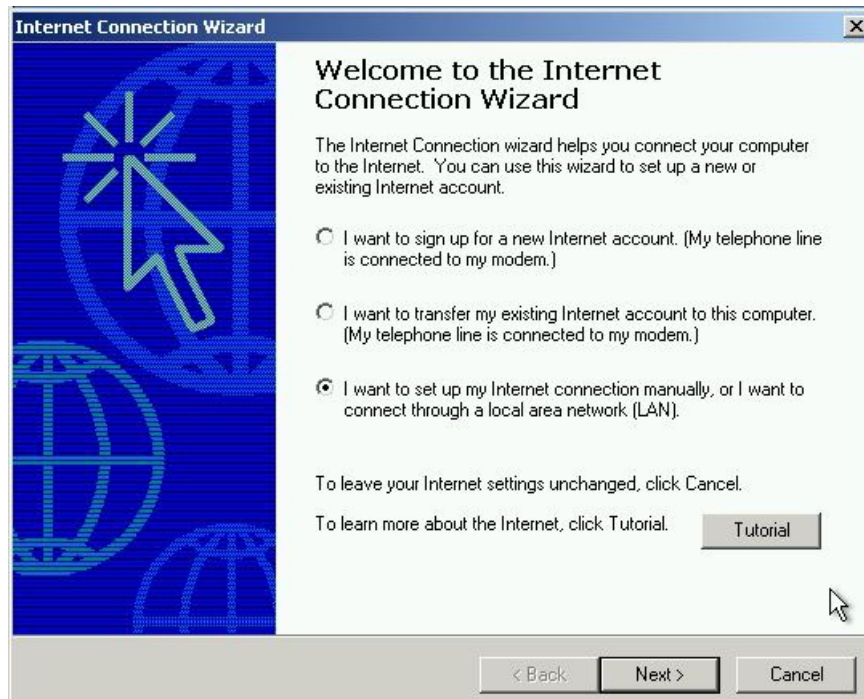 Internet Connection Wizard
Welcome to the Internet
Connection Wizard
The Internet Connection wizard helps you connect your computer
to the Internet. You can use this wizard to set up a new or
existing Internet account.
I want to sign up for a new Internet account. (My telephone line
is connected to my modem.)
I want to transfer my existing Internet account to this computer.
(My telephone line is connected to my modem.)
I want to set up my Internet connection manually, or I want to
connect through a local area network (LAN).
To leave your Internet settings unchanged, click Cancel.
To learn more about the Internet, click Tutorial.
Tutorial
< Back
Next >
Cancel